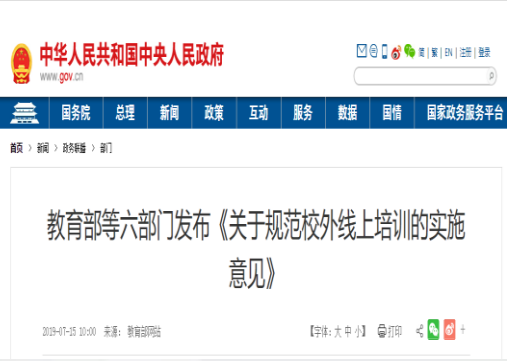 中华人民共和国中央人民政府
www.gov.cn
简 | 繁 | EN | 注册 | 登录
国务院 总理 新闻 政策 互动 服务 数据 国情 国家政务服务平台
首页 > 新闻 > 政务联播 > 部门
教育部等六部门发布《关于规范校外线上培训的实施
意见》
2019-07-15 10:00 来源： 教育部网站 【字体：大 中 小】 打印